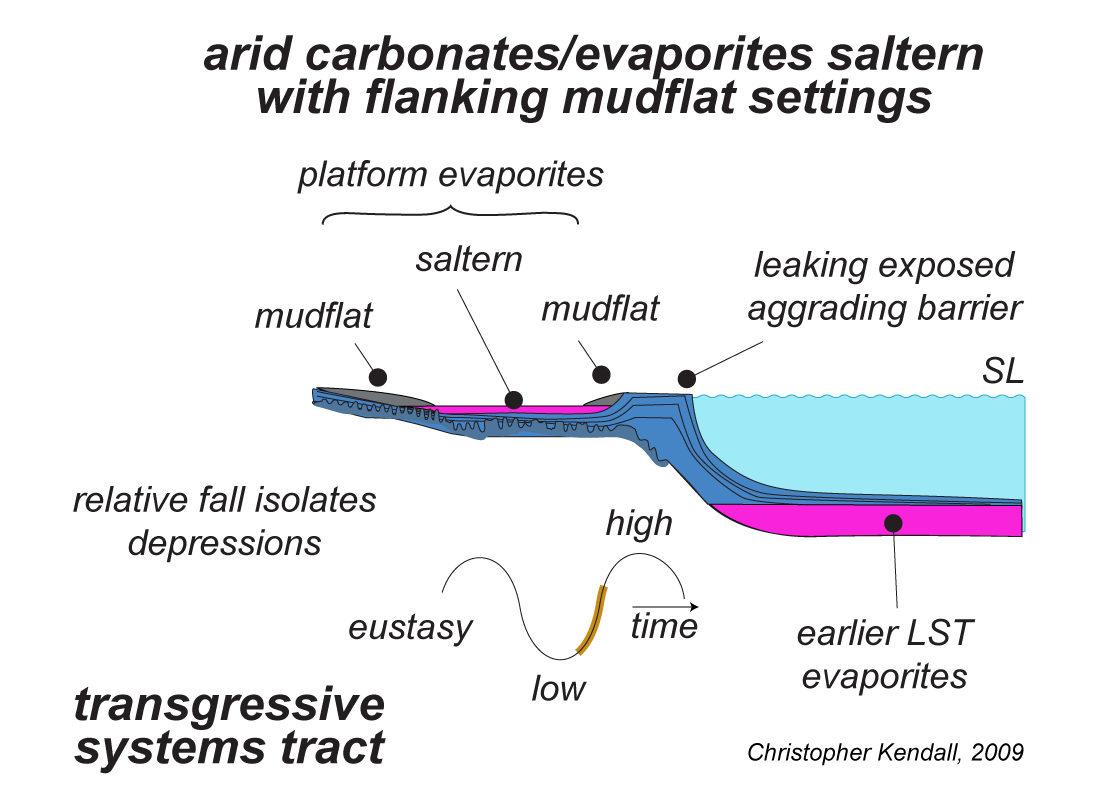 arid carbonates/evaporites saltern
with flanking mudflat settings
platform evaporites
saltern
leaking exposed
aggrading barrier
mudflat
mudflat
SL
relative fall isolates
depressions
high
eustasy
time
low
earlier LST
evaporites
transgressive
systems tract
Christopher Kendall, 2009